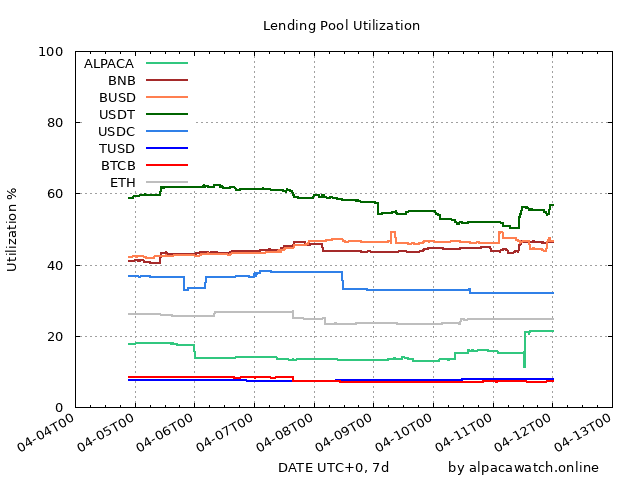 Lending Pool Utilization
100
80
60
40
20
0
Utilization %
ALPACA
BNB
BUSD
USDT
USDC
TUSD
BTCB
ETH
04-04T00
04-05T00
04-06T00
04-07T00
04-08T00
04-09T00
04-10T00
04-11T00
04-12T00
04-13T00
DATE UTC+0, 7d
by alpacawatch.online